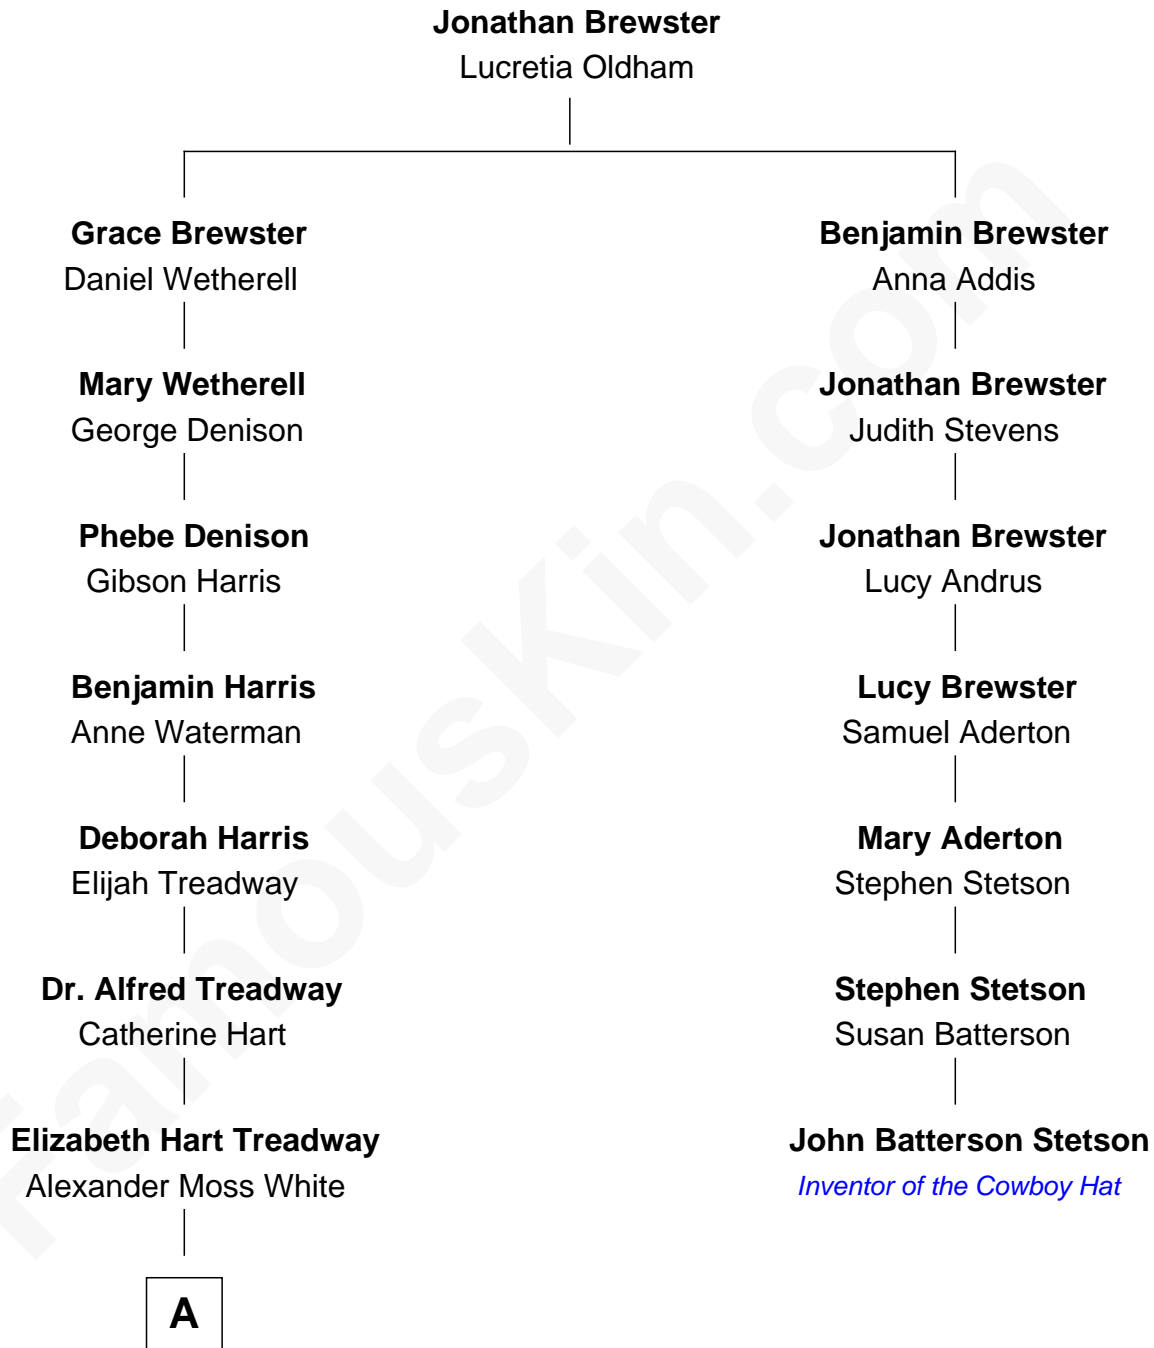 Jonathan Brewster
Lucretia Oldham
Grace Brewster
Daniel Wetherell
Benjamin Brewster
Anna Addis
Mary Wetherell
George Denison
Jonathan Brewster
Judith Stevens
Phebe Denison
Gibson Harris
Jonathan Brewster
Lucy Andrus
Benjamin Harris
Anne Waterman
Lucy Brewster
Samuel Aderton
Deborah Harris
Elijah Treadway
Mary Aderton
Stephen Stetson
Dr. Alfred Treadway
Catherine Hart
Stephen Stetson
Susan Batterson
Elizabeth Hart Treadway
Alexander Moss White
John Batterson Stetson
Inventor of the Cowboy Hat
A
FamousKin.com